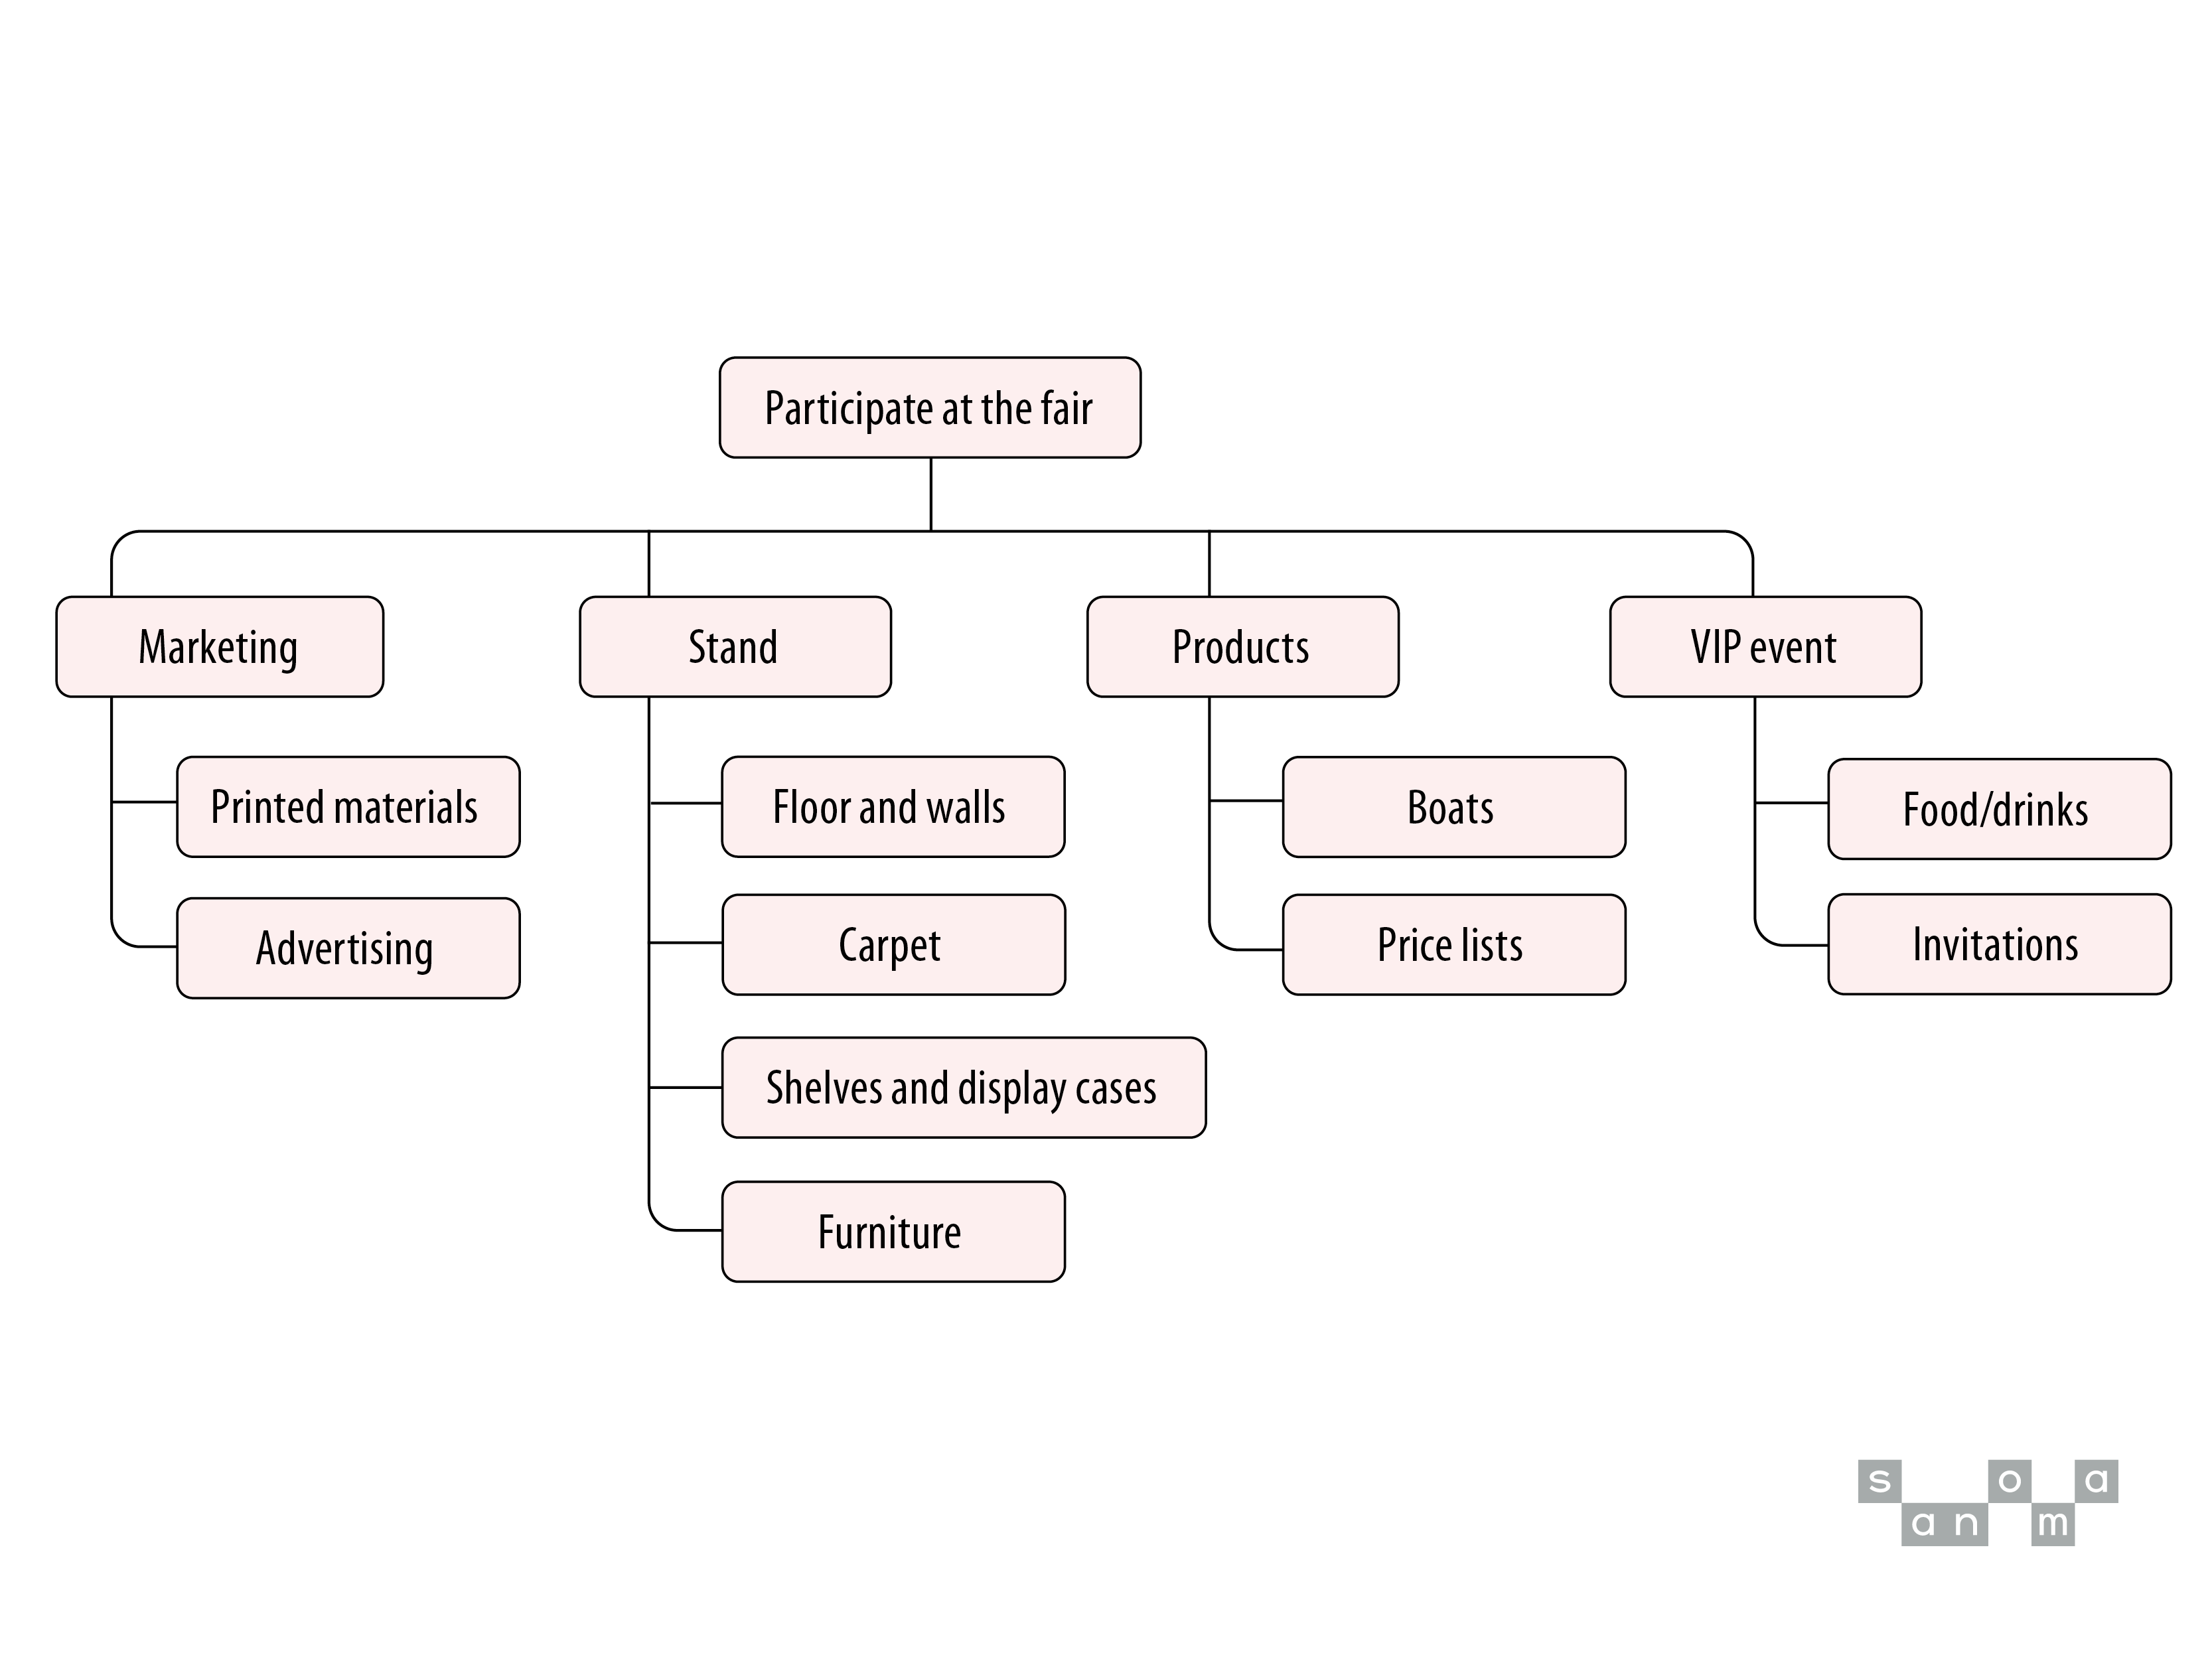 Participate at the fair
Marketing
Stand
Products
VIP event
Printed materials
Floor and walls
Boats
Food/drinks
Advertising
Carpet
Price lists
Invitations
Shelves and display cases
Furniture
sanoma